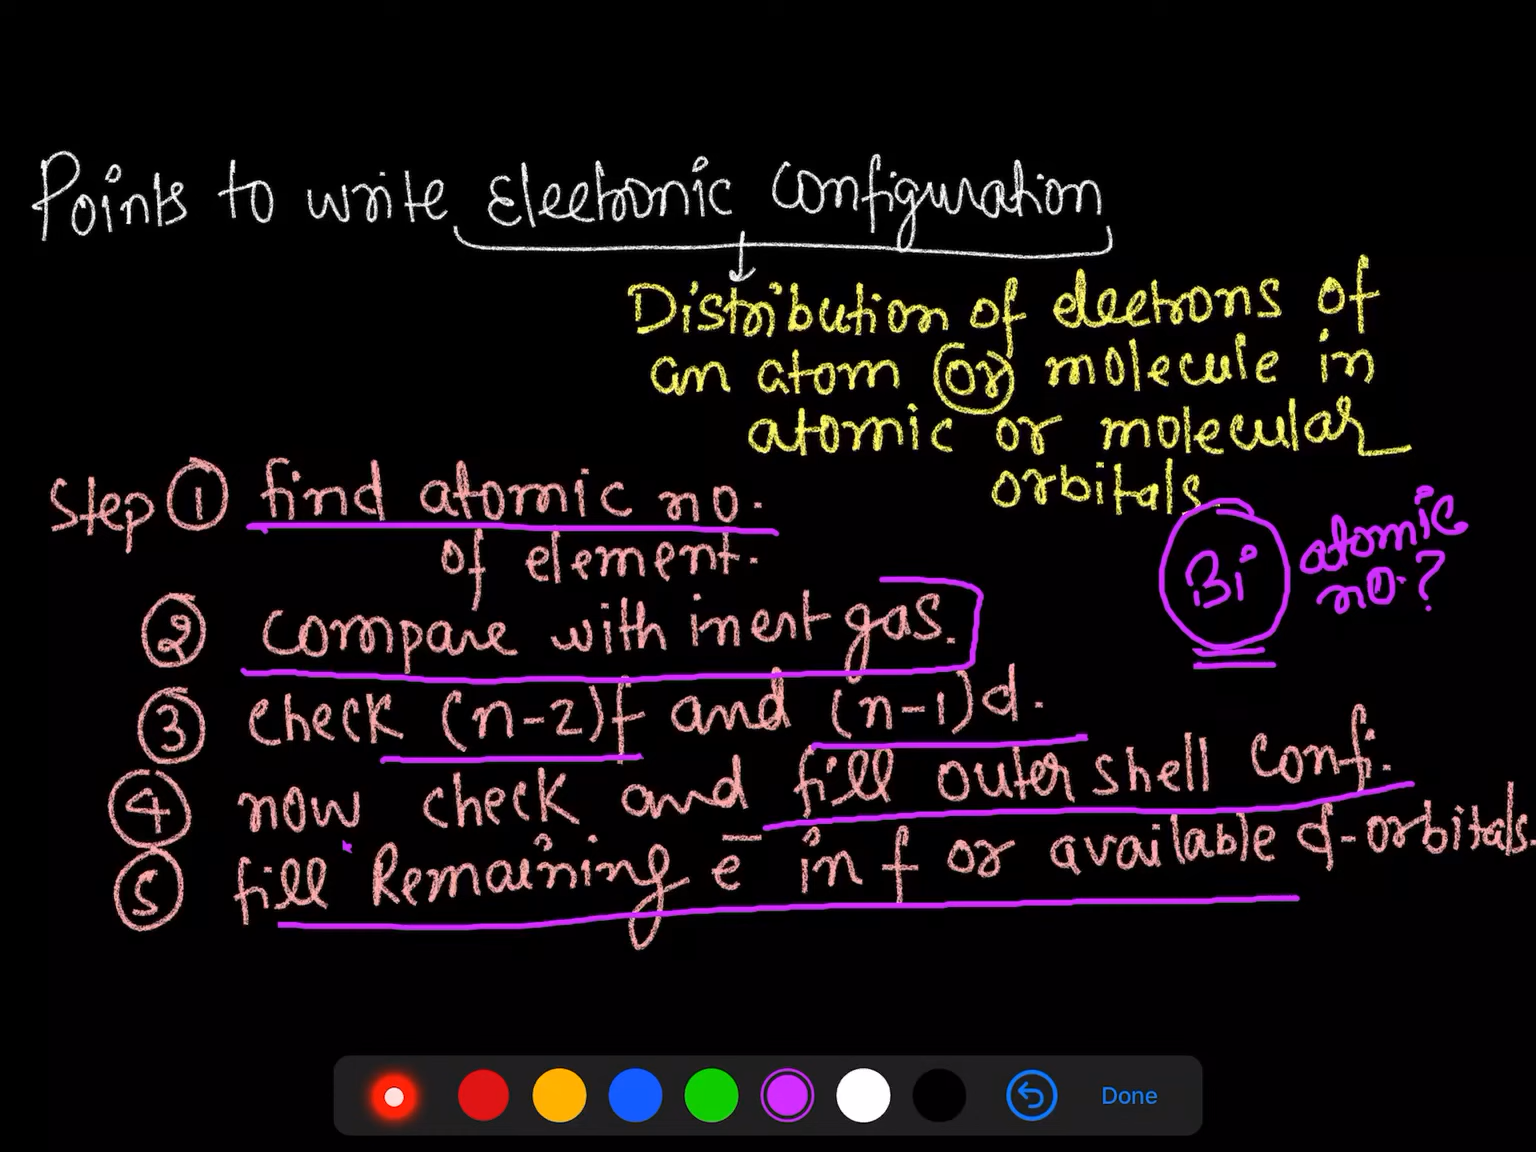 Points to write Electronic Configuration
Distribution of electrons of
an atom or molecule in
atomic or molecular
orbitals
Step 1 find atomic no.
of element.
Bi atomic
no.?
2 compare with inert gas.
3 check (n-2)f and (n-1)d.
4 now check and fill outer shell conf.
5 fill Remaining e⁻ in f or available d-orbitals.
Done